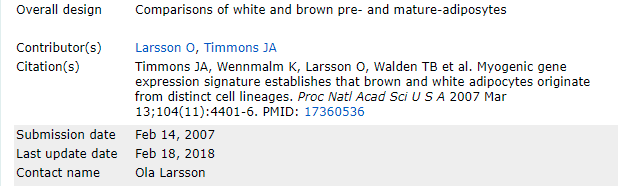 Overall design Comparisons of white and brown pre- and mature-adiposytes
Contributor(s) Larsson O, Timmons JA
Citation(s) Timmons JA, Wennmalm K, Larsson O, Walden TB et al. Myogenic gene
expression signature establishes that brown and white adipocytes originate
from distinct cell lineages. Proc Natl Acad Sci U S A 2007 Mar
13;104(11):4401-6. PMID: 17360536
Submission date Feb 14, 2007
Last update date Feb 18, 2018
Contact name Ola Larsson